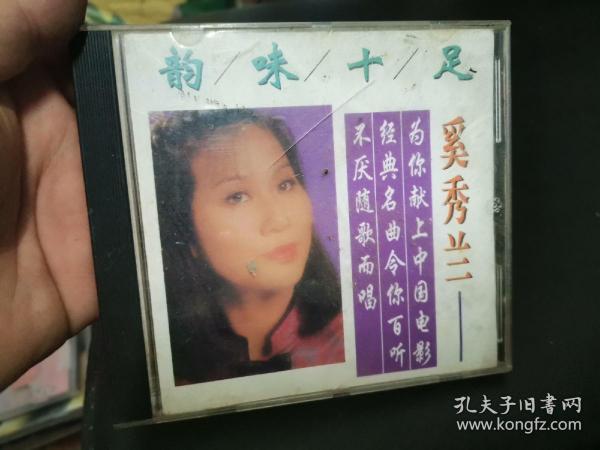 韵/味/十/足
奚秀兰——
为你献上中国电影
经典名曲令你百听
不厌随歌而唱
孔夫子旧书网
www.kongfz.com